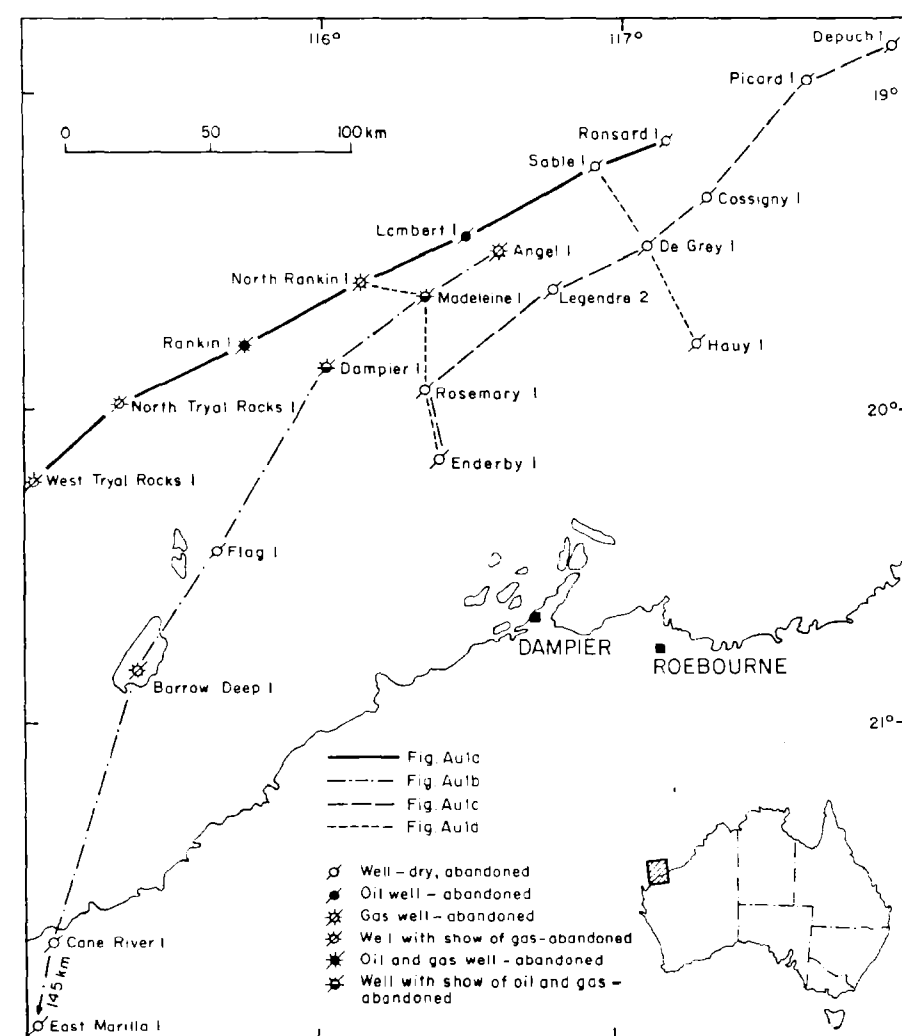 116°
117°
Depuch 1
Picard 1
19°
0 50 100 km
Ronsard 1
Sable 1
Cossigny 1
Lambert 1
Angel 1
De Grey 1
North Rankin 1
Madeleine 1
Legendre 2
Rankin 1
Hauy 1
Dampier 1
Rosemary 1
North Tryal Rocks 1
20°
Enderby 1
West Tryal Rocks 1
Flag 1
DAMPIER
ROEBOURNE
Barrow Deep 1
21°
Fig. Au1a
Fig. Au1b
Fig. Au1c
Fig. Au1d
Well – dry, abandoned
Oil well – abandoned
Gas well – abandoned
Well with show of gas – abandoned
Oil and gas well – abandoned
Well with show of oil and gas –
abandoned
Cane River 1
145 km
East Marilla 1